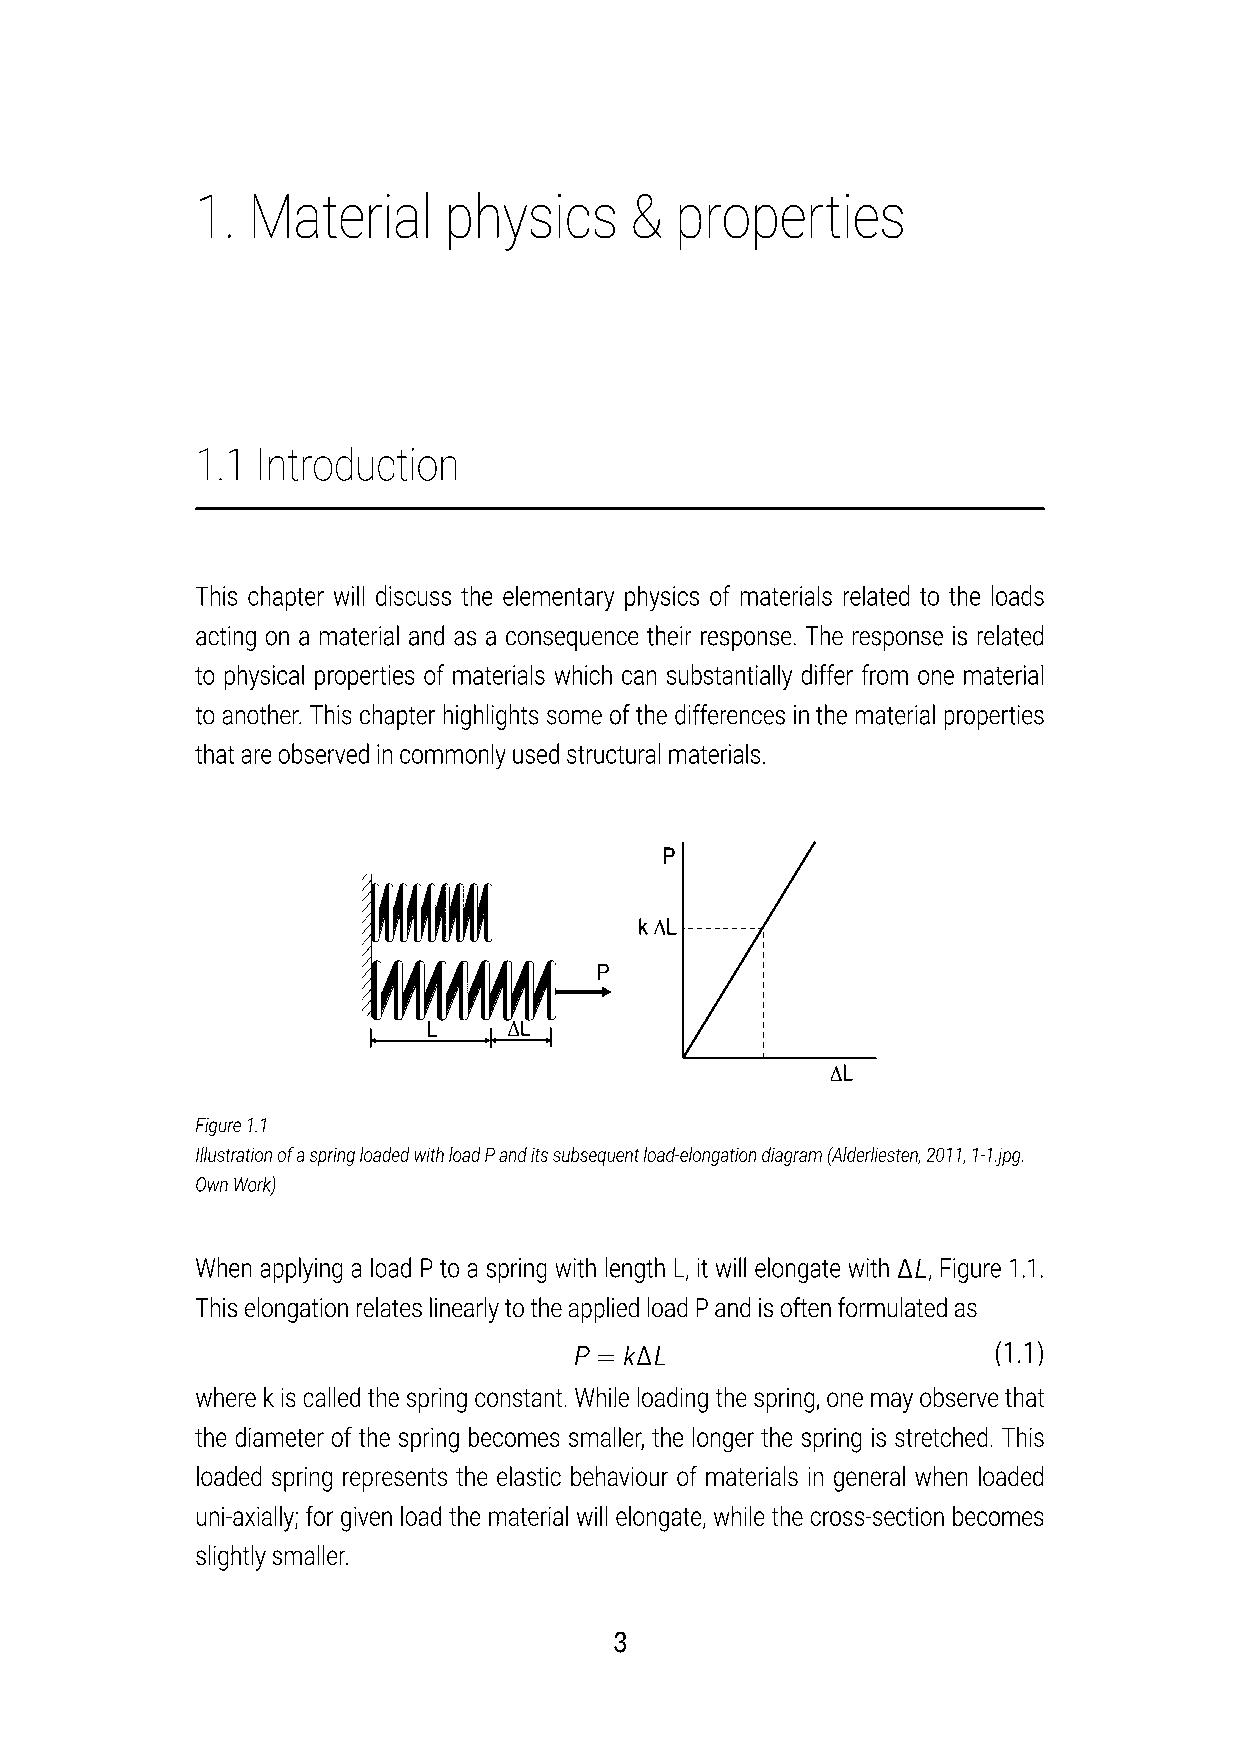 1. Material physics & properties
1.1 Introduction
This chapter will discuss the elementary physics of materials related to the loads
acting on a material and as a consequence their response. The response is related
to physical properties of materials which can substantially differ from one material
to another. This chapter highlights some of the differences in the material properties
that are observed in commonly used structural materials.
P
k ΔL
P
L ΔL
ΔL
Figure 1.1
Illustration of a spring loaded with load P and its subsequent load-elongation diagram (Alderliesten, 2011, 1-1.jpg.
Own Work)
When applying a load P to a spring with length L, it will elongate with ΔL, Figure 1.1.
This elongation relates linearly to the applied load P and is often formulated as
P = kΔL (1.1)
where k is called the spring constant. While loading the spring, one may observe that
the diameter of the spring becomes smaller, the longer the spring is stretched. This
loaded spring represents the elastic behaviour of materials in general when loaded
uni-axially; for given load the material will elongate, while the cross-section becomes
slightly smaller.
3